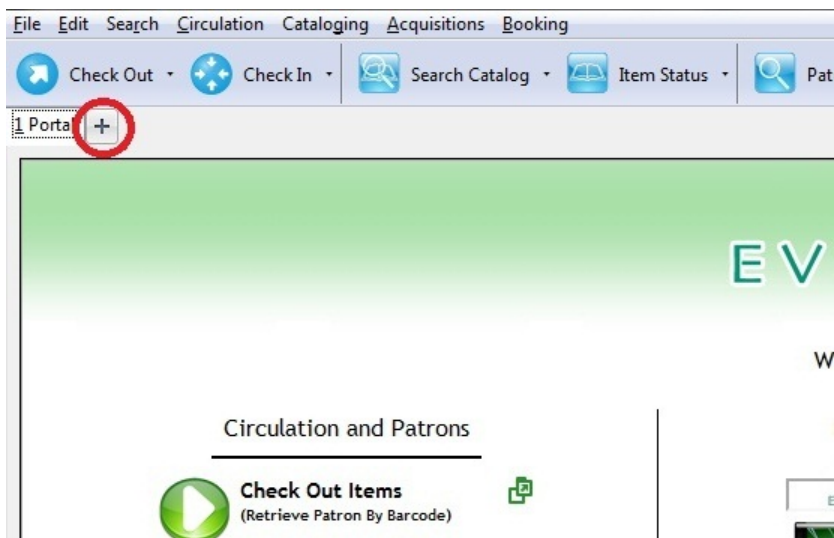 File Edit Search Circulation Cataloging Acquisitions Booking
Check Out Check In Search Catalog Item Status Pat
1 Portal +
E V
W
Circulation and Patrons
Check Out Items
(Retrieve Patron By Barcode)
E